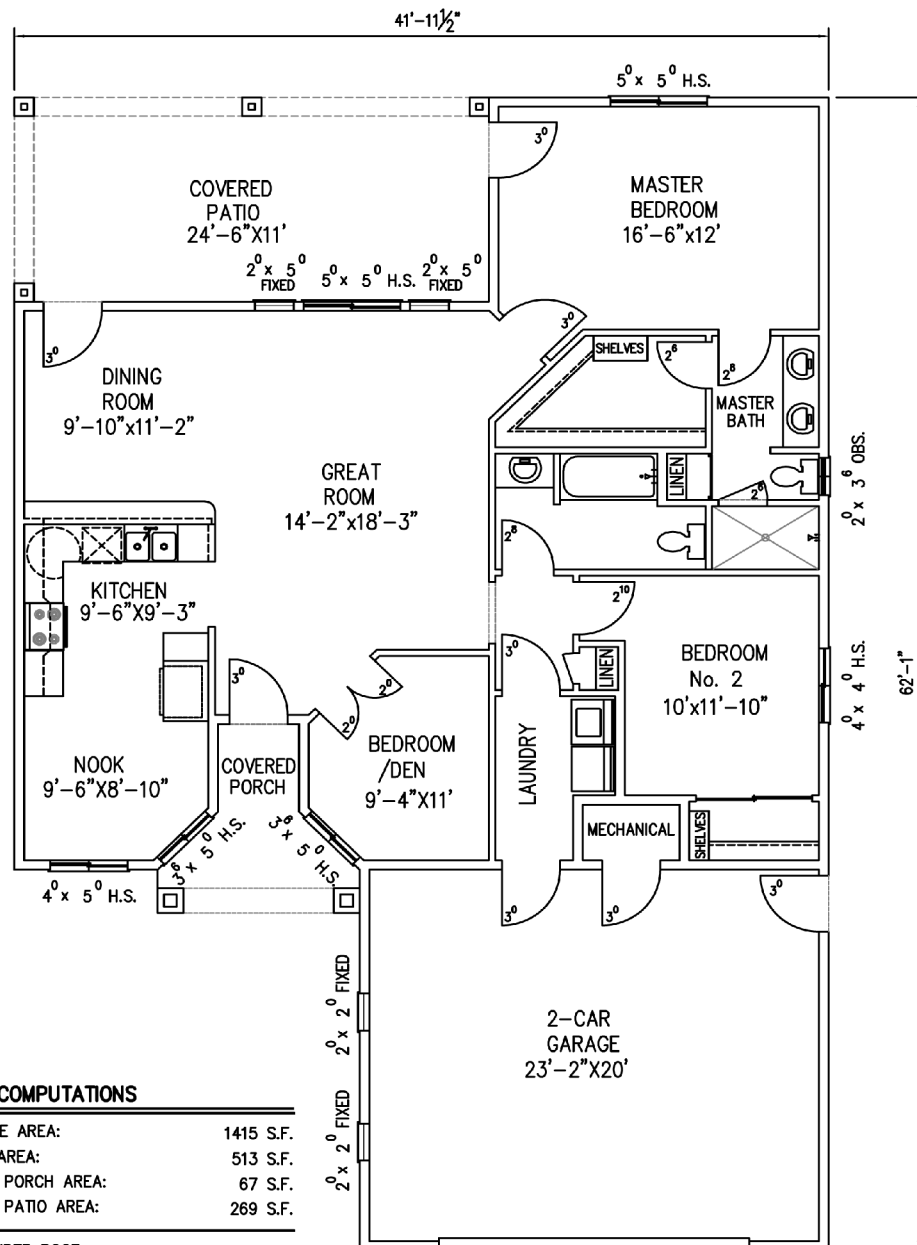 41'-11½"
5⁰ x 5⁰ H.S.
3⁰
COVERED
PATIO
24'-6"X11'
MASTER
BEDROOM
16'-6"x12'
2⁰ x 5⁰
FIXED
5⁰ x 5⁰ H.S.
2⁰ x 5⁰
FIXED
3⁰
3⁰
SHELVES
2⁶
2⁸
DINING
ROOM
9'-10"x11'-2"
MASTER
BATH
GREAT
ROOM
14'-2"x18'-3"
LINEN
2⁶
2⁰ x 3⁶ OBS.
2⁸
KITCHEN
9'-6"X9'-3"
2¹⁰
3⁰
3⁰
LINEN
BEDROOM
No. 2
10'x11'-10"
4⁰ x 4⁰ H.S.
62'-1"
2⁰
2⁰
NOOK
9'-6"X8'-10"
COVERED
PORCH
BEDROOM
/DEN
9'-4"X11'
LAUNDRY
MECHANICAL
SHELVES
4⁰ x 5⁰ H.S.
3⁶ x 5⁰ H.S.
3⁶ x 5⁰ H.S.
3⁰
3⁰
3⁰
2⁰ x 2⁰ FIXED
2-CAR
GARAGE
23'-2"X20'
2⁰ x 2⁰ FIXED
COMPUTATIONS
E AREA: 1415 S.F.
AREA: 513 S.F.
PORCH AREA: 67 S.F.
PATIO AREA: 269 S.F.